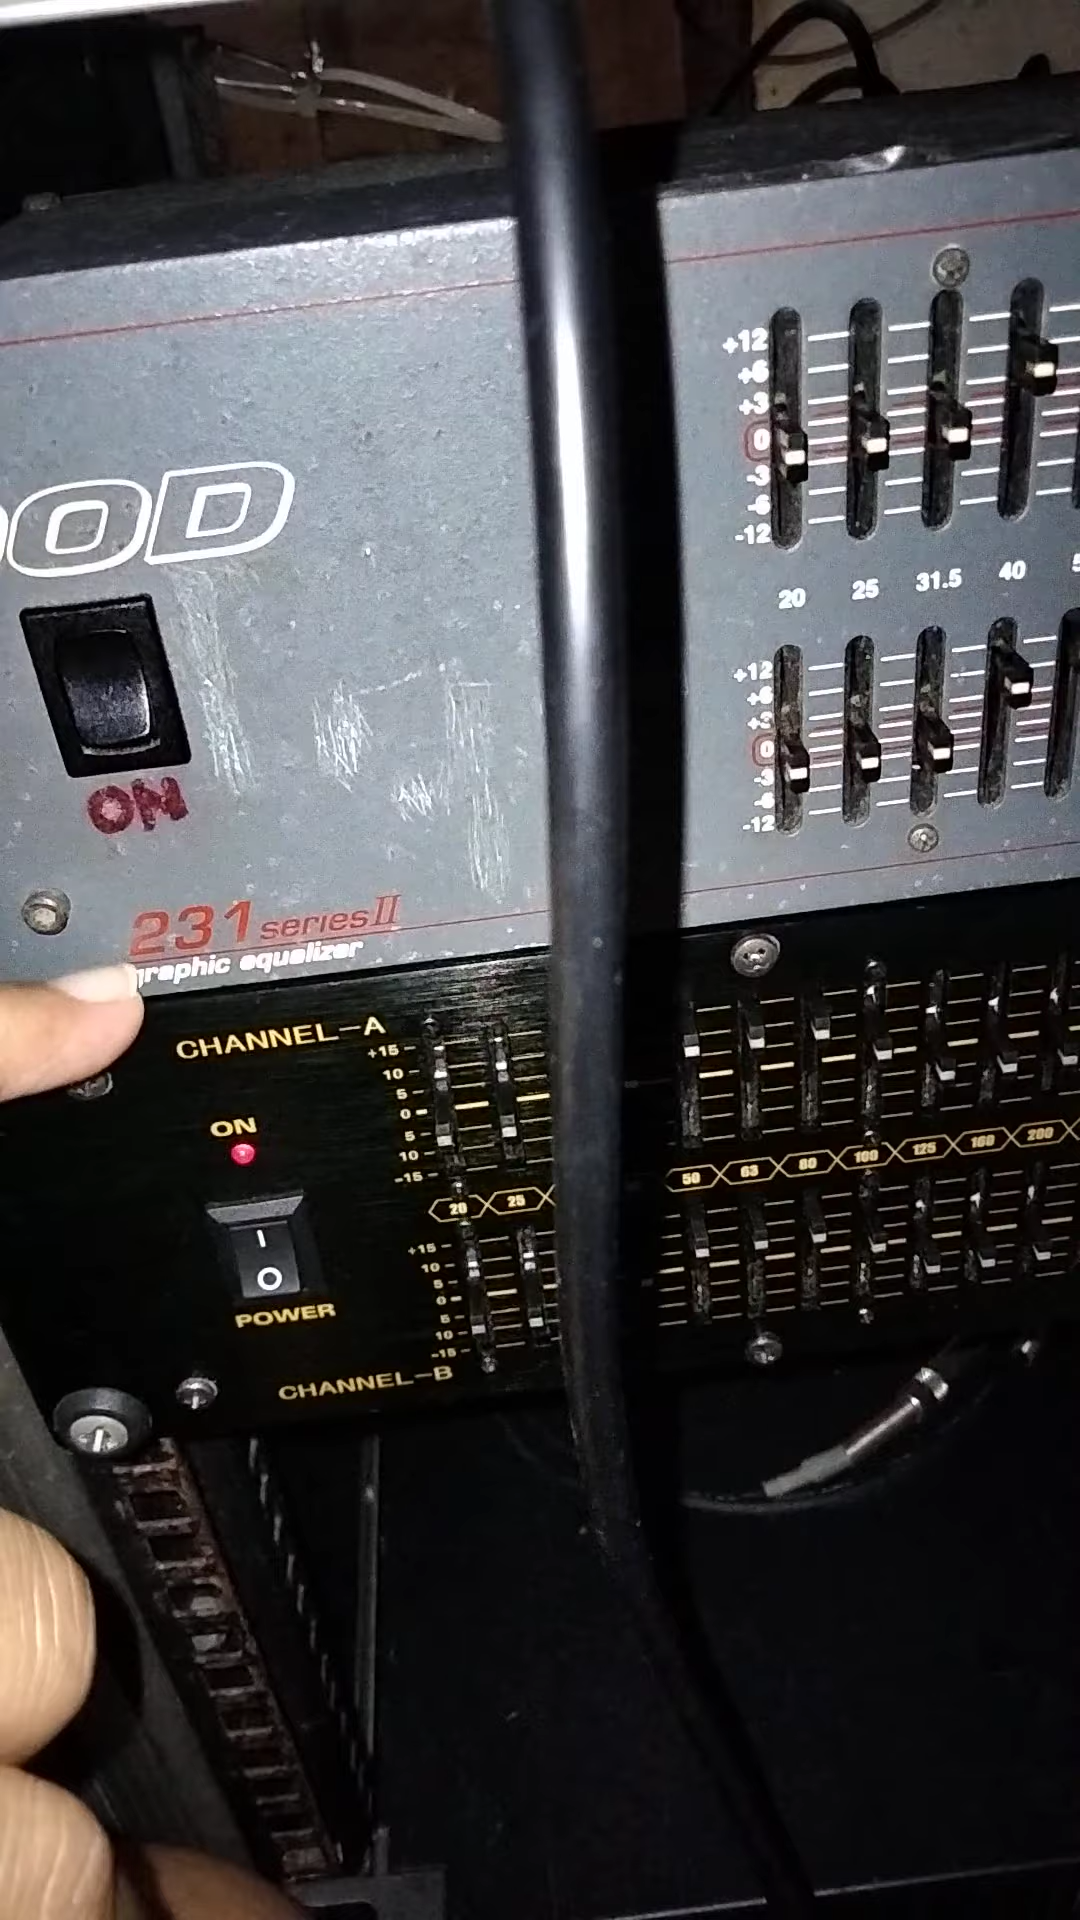 OD
ON
231 series II
graphic equalizer
+12
+6
+3
0
-3
-6
-12
20 25 31.5 40 5
+12
+6
+3
0
-3
-6
-12
CHANNEL-A
+15
10
5
0
5
10
-15
ON
20 25 50 63 80 100 125 160 200
I
O
POWER
+15
10
5
0
5
10
-15
CHANNEL-B